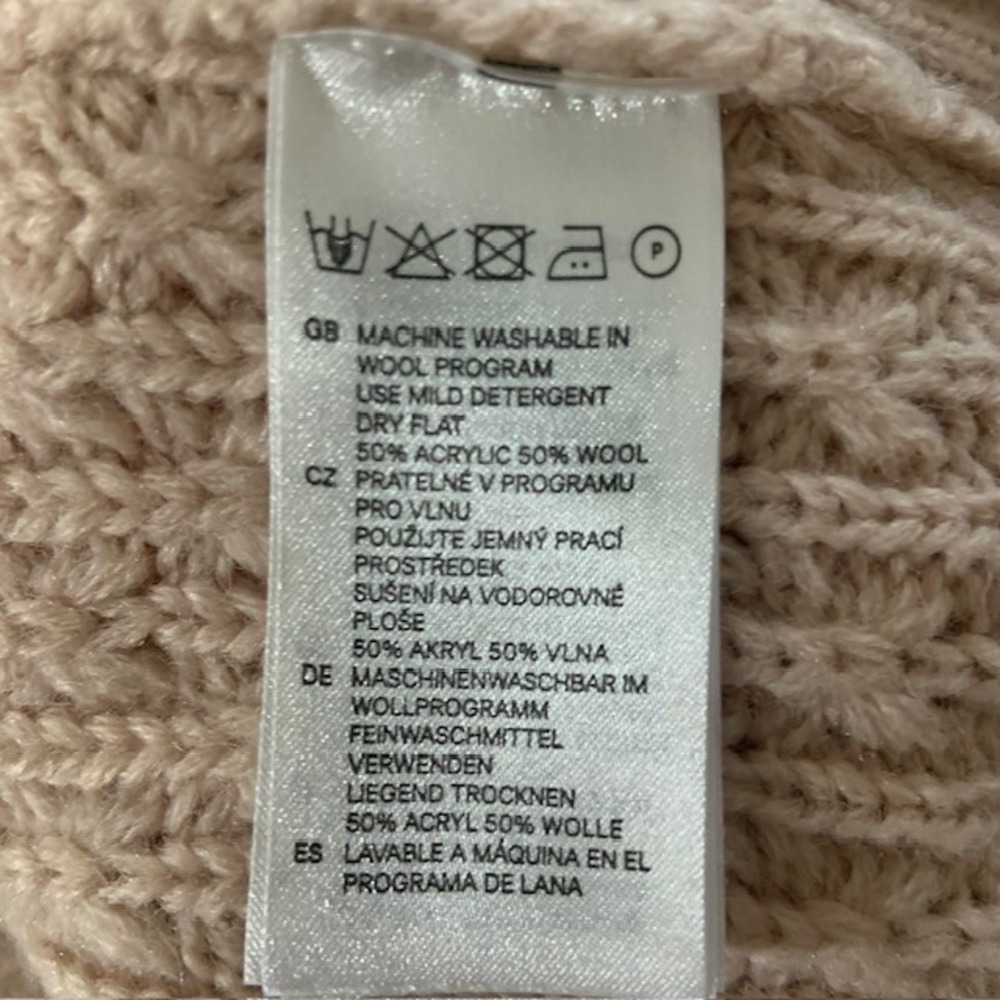 P
GB MACHINE WASHABLE IN
WOOL PROGRAM
USE MILD DETERGENT
DRY FLAT
50% ACRYLIC 50% WOOL
CZ PRATELNÉ V PROGRAMU
PRO VLNU
POUŽIJTE JEMNÝ PRACÍ
PROSTŘEDEK
SUŠENÍ NA VODOROVNÉ
PLOŠE
50% AKRYL 50% VLNA
DE MASCHINENWASCHBAR IM
WOLLPROGRAMM
FEINWASCHMITTEL
VERWENDEN
LIEGEND TROCKNEN
50% ACRYL 50% WOLLE
ES LAVABLE A MÁQUINA EN EL
PROGRAMA DE LANA